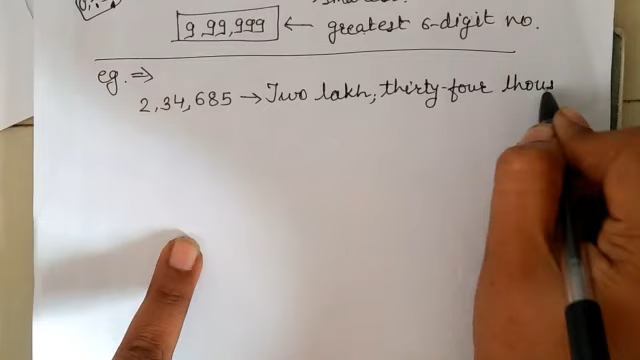 9,99,999 ← greatest 6-digit no.
eg. ⇒
2,34,685 → Two lakh, thirty-four thous